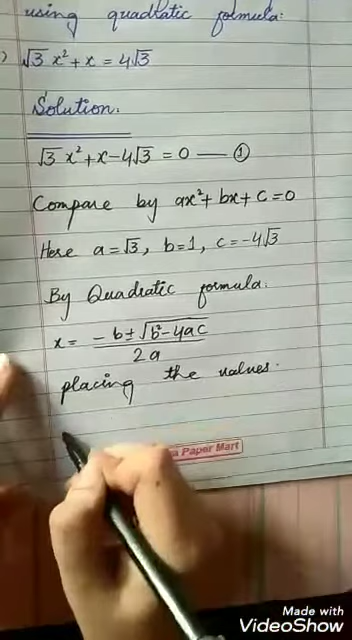 using quadratic formula:
) √3 x² + x = 4√3
Solution.
√3 x² + x - 4√3 = 0 — ①
Compare by ax² + bx + c = 0
Here a = √3, b = 1, c = -4√3
By Quadratic formula.
x = -b ± √b² - 4ac / 2a
placing the values.
a Paper Mart
Made with
VideoShow